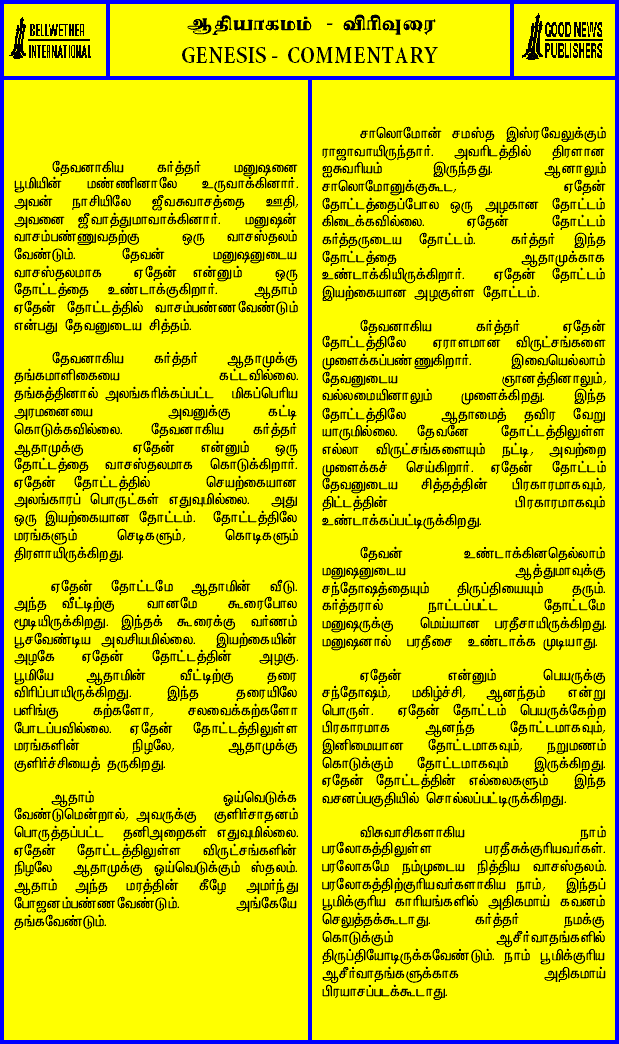 BELLWETHER
INTERNATIONAL
ஆதியாகமம் - விரிவுரை
GENESIS - COMMENTARY
GOOD NEWS
PUBLISHERS
தேவனாகிய கர்த்தர் மனுஷனை
பூமியின் மண்ணினாலே உருவாக்கினார்.
அவன் நாசியிலே ஜீவசுவாசத்தை ஊதி,
அவனை ஜீவாத்துமாவாக்கினார். மனுஷன்
வாசம்பண்ணுவதற்கு ஒரு வாசஸ்தலம்
வேண்டும். தேவன் மனுஷனுடைய
வாசஸ்தலமாக ஏதேன் என்னும் ஒரு
தோட்டத்தை உண்டாக்குகிறார். ஆதாம்
ஏதேன் தோட்டத்தில் வாசம்பண்ணவேண்டும்
என்பது தேவனுடைய சித்தம்.
தேவனாகிய கர்த்தர் ஆதாமுக்கு
தங்கமாளிகையை கட்டவில்லை.
தங்கத்தினால் அலங்கரிக்கப்பட்ட மிகப்பெரிய
அரமனையை அவனுக்கு கட்டி
கொடுக்கவில்லை. தேவனாகிய கர்த்தர்
ஆதாமுக்கு ஏதேன் என்னும் ஒரு
தோட்டத்தை வாசஸ்தலமாக கொடுக்கிறார்.
ஏதேன் தோட்டத்தில் செயற்கையான
அலங்காரப் பொருட்கள் எதுவுமில்லை. அது
ஒரு இயற்கையான தோட்டம். தோட்டத்திலே
மரங்களும் செடிகளும், கொடிகளும்
திரளாயிருக்கிறது.
ஏதேன் தோட்டமே ஆதாமின் வீடு.
அந்த வீட்டிற்கு வானமே கூரைபோல
மூடியிருக்கிறது. இந்தக் கூரைக்கு வர்ணம்
பூசவேண்டிய அவசியமில்லை. இயற்கையின்
அழகே ஏதேன் தோட்டத்தின் அழகு.
பூமியே ஆதாமின் வீட்டிற்கு தரை
விரிப்பாயிருக்கிறது. இந்த தரையிலே
பளிங்கு கற்களோ, சலவைக்கற்களோ
போடப்பவில்லை. ஏதேன் தோட்டத்திலுள்ள
மரங்களின் நிழலே, ஆதாமுக்கு
குளிர்ச்சியைத் தருகிறது.
ஆதாம் ஓய்வெடுக்க
வேண்டுமென்றால், அவருக்கு குளிர்சாதனம்
பொருத்தப்பட்ட தனிஅறைகள் எதுவுமில்லை.
ஏதேன் தோட்டத்திலுள்ள விருட்சங்களின்
நிழலே ஆதாமுக்கு ஓய்வெடுக்கும் ஸ்தலம்.
ஆதாம் அந்த மரத்தின் கீழே அமர்ந்து
போஜனம்பண்ணவேண்டும். அங்கேயே
தங்கவேண்டும்.
சாலொமோன் சமஸ்த இஸ்ரவேலுக்கும்
ராஜாவாயிருந்தார். அவரிடத்தில் திரளான
ஐசுவரியம் இருந்தது. ஆனாலும்
சாலொமோனுக்குகூட, ஏதேன்
தோட்டத்தைப்போல ஒரு அழகான தோட்டம்
கிடைக்கவில்லை. ஏதேன் தோட்டம்
கர்த்தருடைய தோட்டம். கர்த்தர் இந்த
தோட்டத்தை ஆதாமுக்காக
உண்டாக்கியிருக்கிறார். ஏதேன் தோட்டம்
இயற்கையான அழகுள்ள தோட்டம்.
தேவனாகிய கர்த்தர் ஏதேன்
தோட்டத்திலே ஏராளமான விருட்சங்களை
முளைக்கப்பண்ணுகிறார். இவையெல்லாம்
தேவனுடைய ஞானத்தினாலும்,
வல்லமையினாலும் முளைக்கிறது. இந்த
தோட்டத்திலே ஆதாமைத் தவிர வேறு
யாருமில்லை. தேவனே தோட்டத்திலுள்ள
எல்லா விருட்சங்களையும் நட்டி, அவற்றை
முளைக்கச் செய்கிறார். ஏதேன் தோட்டம்
தேவனுடைய சித்தத்தின் பிரகாரமாகவும்,
திட்டத்தின் பிரகாரமாகவும்
உண்டாக்கப்பட்டிருக்கிறது.
தேவன் உண்டாக்கினதெல்லாம்
மனுஷனுடைய ஆத்துமாவுக்கு
சந்தோஷத்தையும் திருப்தியையும் தரும்.
கர்த்தரால் நாட்டப்பட்ட தோட்டமே
மனுஷருக்கு மெய்யான பரதீசாயிருக்கிறது.
மனுஷனால் பரதீசை உண்டாக்க முடியாது.
ஏதேன் என்னும் பெயருக்கு
சந்தோஷம், மகிழ்ச்சி, ஆனந்தம் என்று
பொருள். ஏதேன் தோட்டம் பெயருக்கேற்ற
பிரகாரமாக ஆனந்த தோட்டமாகவும்,
இனிமையான தோட்டமாகவும், நறுமணம்
கொடுக்கும் தோட்டமாகவும் இருக்கிறது.
ஏதேன் தோட்டத்தின் எல்லைகளும் இந்த
வசனப்பகுதியில் சொல்லப்பட்டிருக்கிறது.
விசுவாசிகளாகிய நாம்
பரலோகத்திலுள்ள பரதீசுக்குரியவர்கள்.
பரலோகமே நம்முடைய நித்திய வாசஸ்தலம்.
பரலோகத்திற்குரியவர்களாகிய நாம், இந்தப்
பூமிக்குரிய காரியங்களில் அதிகமாய் கவனம்
செலுத்தக்கூடாது. கர்த்தர் நமக்கு
கொடுக்கும் ஆசீர்வாதங்களில்
திருப்தியோடிருக்கவேண்டும். நாம் பூமிக்குரிய
ஆசீர்வாதங்களுக்காக அதிகமாய்
பிரயாசப்படக்கூடாது.